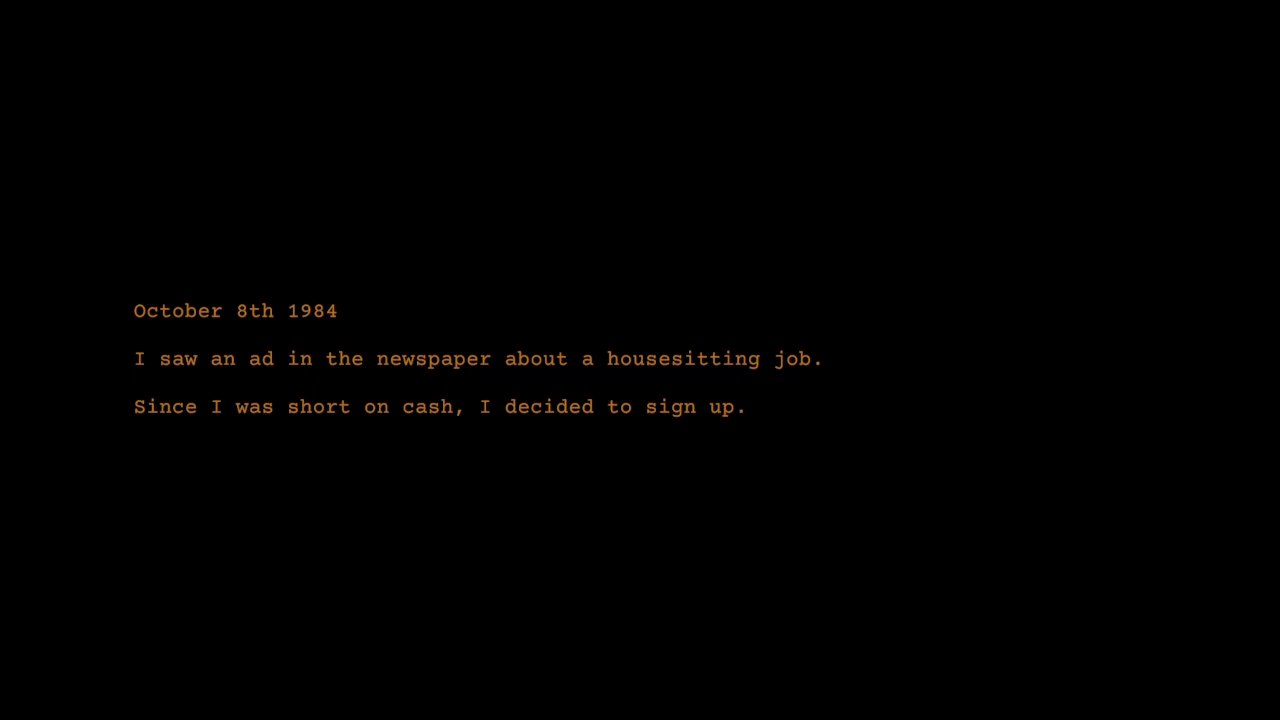 October 8th 1984
I saw an ad in the newspaper about a housesitting job.
Since I was short on cash, I decided to sign up.